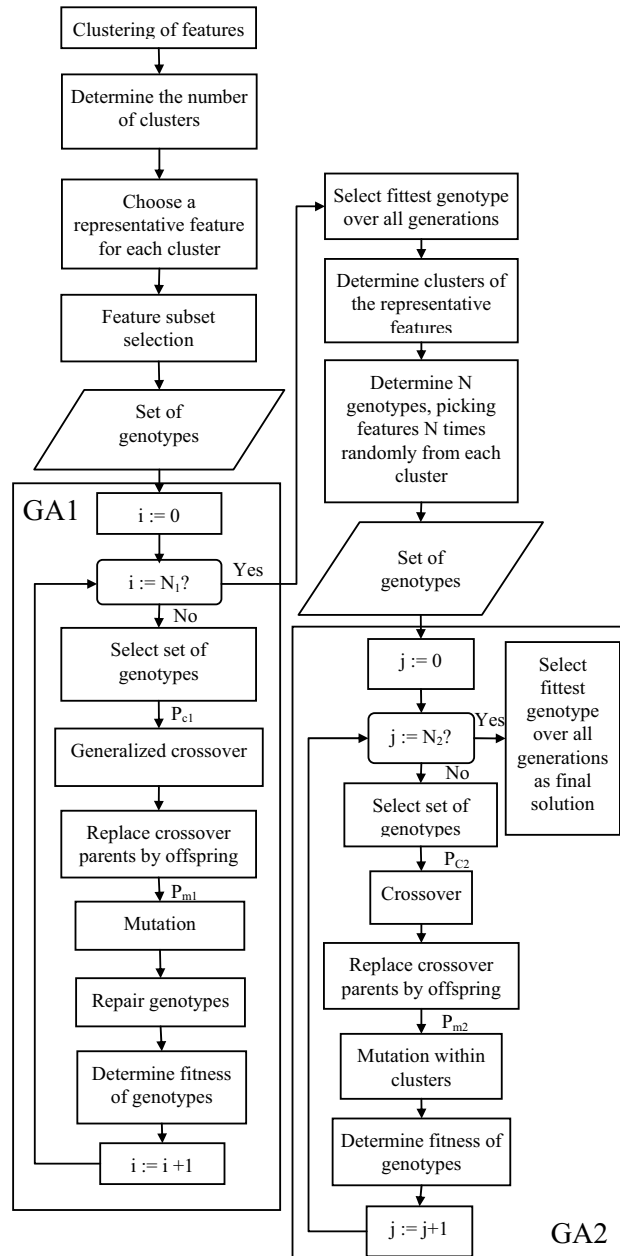 Clustering of features
Determine the number
of clusters
Choose a
representative feature
for each cluster
Feature subset
selection
Set of
genotypes
GA1
i := 0
i := N₁?
Yes
No
Select set of
genotypes
Pc1
Generalized crossover
Replace crossover
parents by offspring
Pm1
Mutation
Repair genotypes
Determine fitness
of genotypes
i := i +1
Select fittest genotype
over all generations
Determine clusters of
the representative
features
Determine N
genotypes, picking
features N times
randomly from each
cluster
Set of
genotypes
j := 0
j := N₂?
Yes
No
Select
fittest
genotype
over all
generations
as final
solution
Select set of
genotypes
PC2
Crossover
Replace crossover
parents by offspring
Pm2
Mutation within
clusters
Determine fitness of
genotypes
j := j+1
GA2